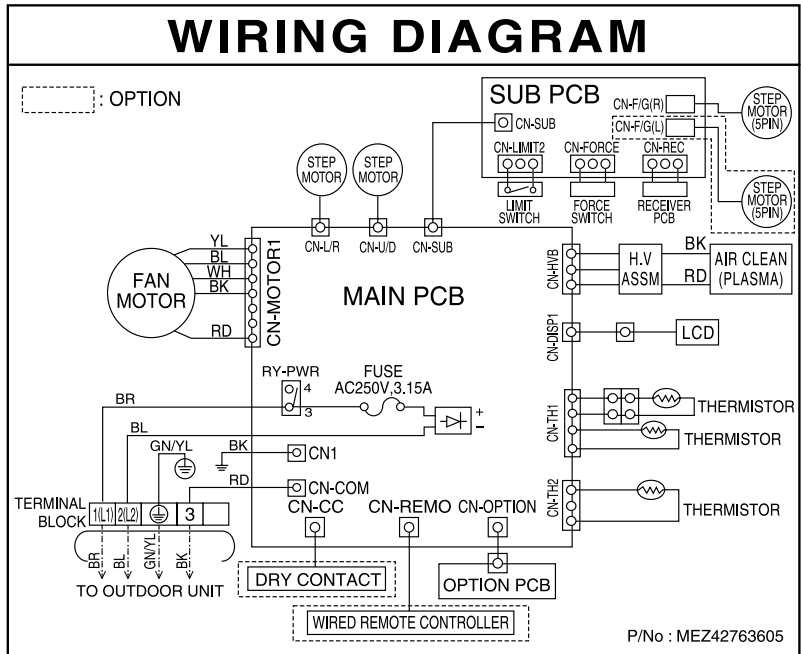 WIRING DIAGRAM
: OPTION
SUB PCB
CN-SUB
CN-F/G(R)
CN-F/G(L)
STEP
MOTOR
(5PIN)
STEP
MOTOR
(5PIN)
CN-LIMIT2
CN-FORCE
CN-REC
LIMIT
SWITCH
FORCE
SWITCH
RECEIVER
PCB
STEP
MOTOR
STEP
MOTOR
CN-L/R
CN-U/D
CN-SUB
FAN
MOTOR
YL
BL
WH
BK
RD
CN-MOTOR1
MAIN PCB
CN-HVB
H.V
ASSM
BK
RD
AIR CLEAN
(PLASMA)
CN-DISP1
LCD
RY-PWR
4
3
FUSE
AC250V,3.15A
+
-
CN-TH1
THERMISTOR
THERMISTOR
CN-TH2
THERMISTOR
BR
BL
GN/YL
BK
CN1
RD
CN-COM
TERMINAL
BLOCK
1(L1)
2(L2)
3
BR
BL
GN/YL
BK
TO OUTDOOR UNIT
CN-CC
CN-REMO
CN-OPTION
DRY CONTACT
OPTION PCB
WIRED REMOTE CONTROLLER
P/No : MEZ42763605